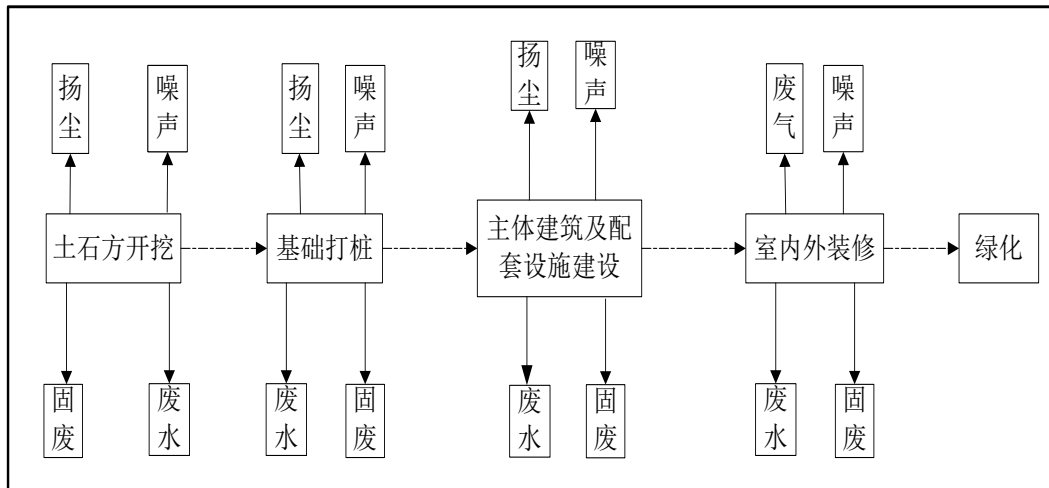 扬尘
噪声
扬尘
噪声
扬尘
噪声
废气
噪声
土石方开挖
基础打桩
主体建筑及配
套设施建设
室内外装修
绿化
固废
废水
废水
固废
废水
固废
废水
固废